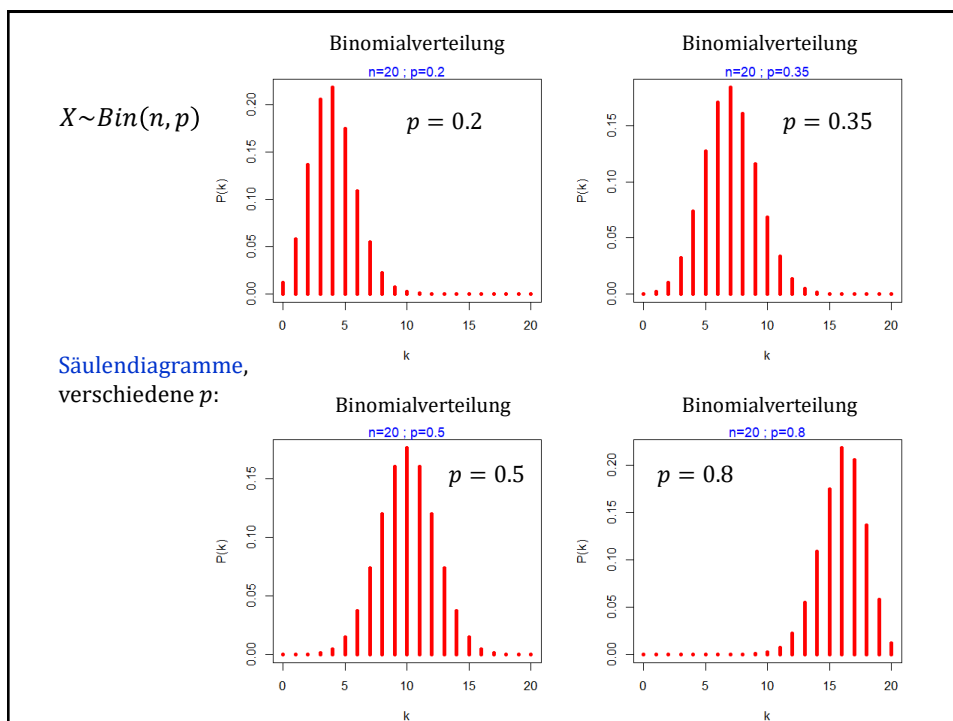 Binomialverteilung
n=20 ; p=0.2
X~Bin(n, p)
p = 0.2
P(k)
0.20
0.15
0.10
0.05
0.00
0 5 10 15 20
k
Binomialverteilung
n=20 ; p=0.35
p = 0.35
P(k)
0.15
0.10
0.05
0.00
0 5 10 15 20
k
Säulendiagramme,
verschiedene p:
Binomialverteilung
n=20 ; p=0.5
p = 0.5
P(k)
0.15
0.10
0.05
0.00
0 5 10 15 20
k
Binomialverteilung
n=20 ; p=0.8
p = 0.8
P(k)
0.20
0.15
0.10
0.05
0.00
0 5 10 15 20
k